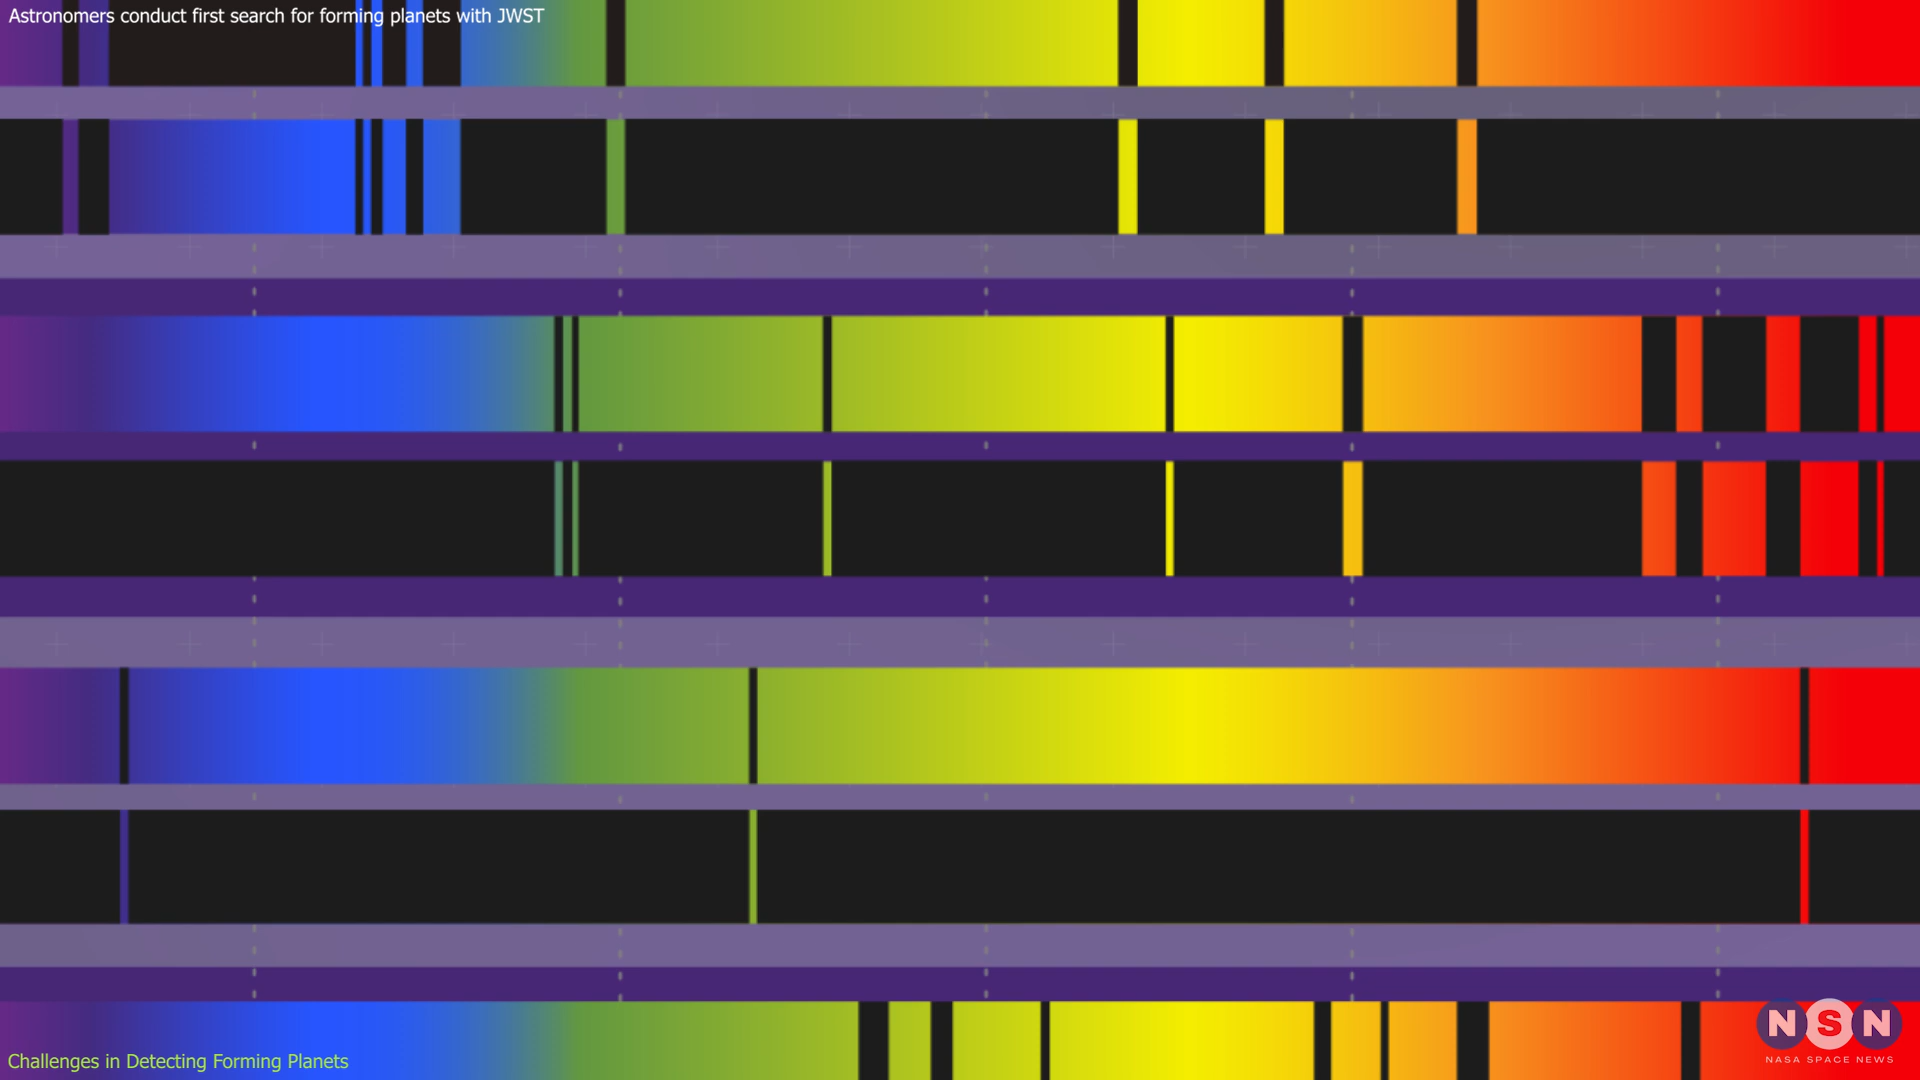 Astronomers conduct first search for forming planets with JWST
Challenges in Detecting Forming Planets
NSN
NASA SPACE NEWS